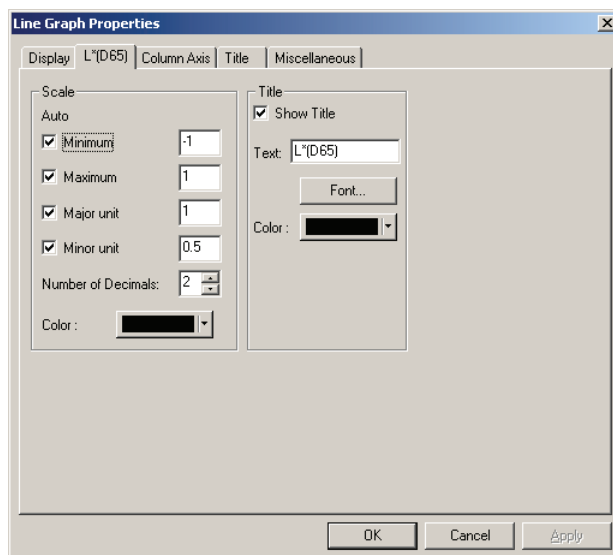 Line Graph Properties
Display L*(D65) Column Axis Title Miscellaneous
Scale
Auto
Minimum -1
Maximum 1
Major unit 1
Minor unit 0.5
Number of Decimals: 2
Color :
Title
Show Title
Text: L*(D65)
Font...
Color :
OK Cancel Apply